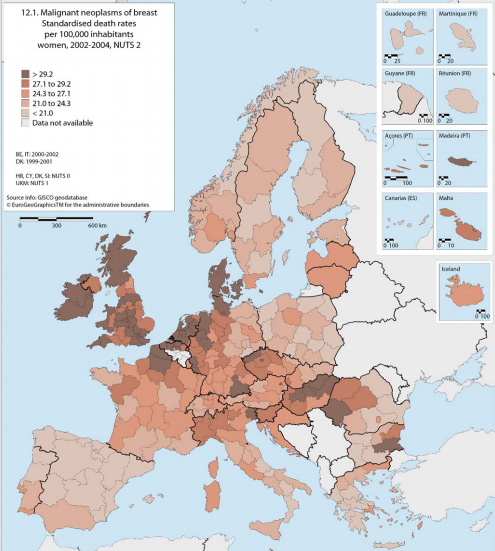 12.1. Malignant neoplasms of breast
Standardised death rates
per 100,000 inhabitants
women, 2002-2004, NUTS 2
> 29.2
27.1 to 29.2
24.3 to 27.1
21.0 to 24.3
< 21.0
Data not available
BE, IT: 2000-2002
DK: 1999-2001
HR, CY, DK, SI: NUTS 0
UKM: NUTS 1
Source info: GISCO geodatabase
© EuroGeographicsTM for the administrative boundaries
0 300 600 km
Guadeloupe (FR)
0 25
Martinique (FR)
0 20
Guyane (FR)
0 100
Réunion (FR)
0 20
Açores (PT)
0 100
Madeira (PT)
0 20
Canarias (ES)
0 100
Malta
0 10
Iceland
0 100